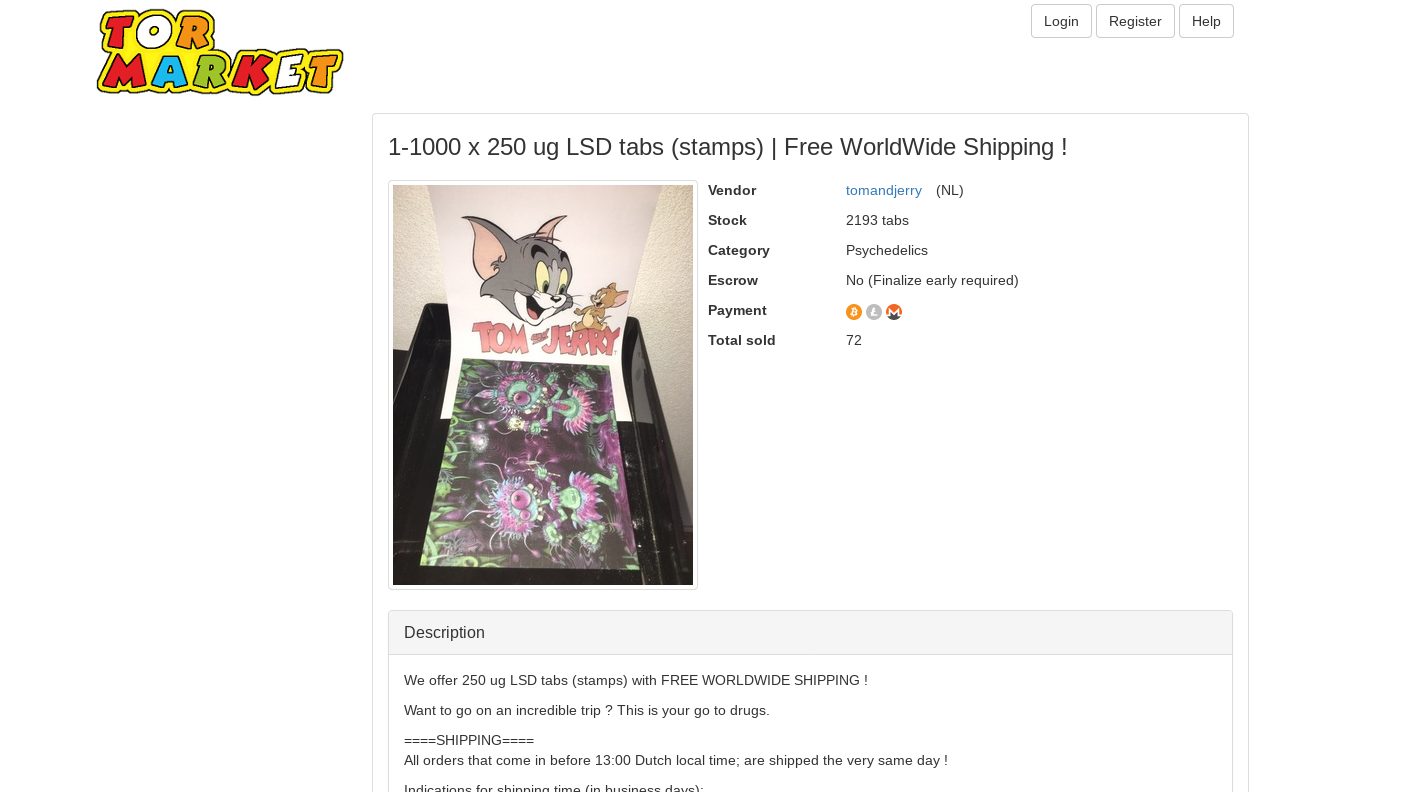 TOR
MARKET
Login
Register
Help
1-1000 x 250 ug LSD tabs (stamps) | Free WorldWide Shipping !
TOM and JERRY
Vendor
tomandjerry (NL)
Stock
2193 tabs
Category
Psychedelics
Escrow
No (Finalize early required)
Payment
Total sold
72
Description
We offer 250 ug LSD tabs (stamps) with FREE WORLDWIDE SHIPPING !
Want to go on an incredible trip ? This is your go to drugs.
====SHIPPING====
All orders that come in before 13:00 Dutch local time; are shipped the very same day !
Indications for shipping time (in business days):